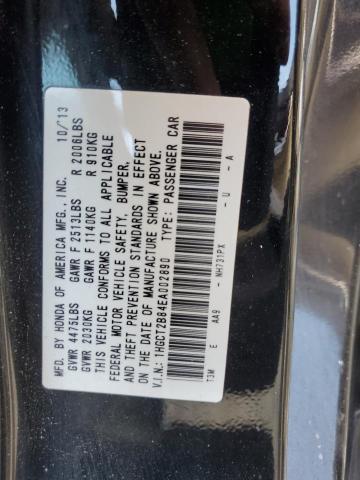 MFD. BY HONDA OF AMERICA MFG., INC. 10/13
GVWR 4475LBS GAWR F 2513LBS R 2006LBS
GVWR 2030KG GAWR F 1140KG R 910KG
THIS VEHICLE CONFORMS TO ALL APPLICABLE
FEDERAL MOTOR VEHICLE SAFETY, BUMPER,
AND THEFT PREVENTION STANDARDS IN EFFECT
ON THE DATE OF MANUFACTURE SHOWN ABOVE.
V.I.N.: 1HGCT2B84EA002890 TYPE: PASSENGER CAR
T3M E AA9 - NH731PX - U - A